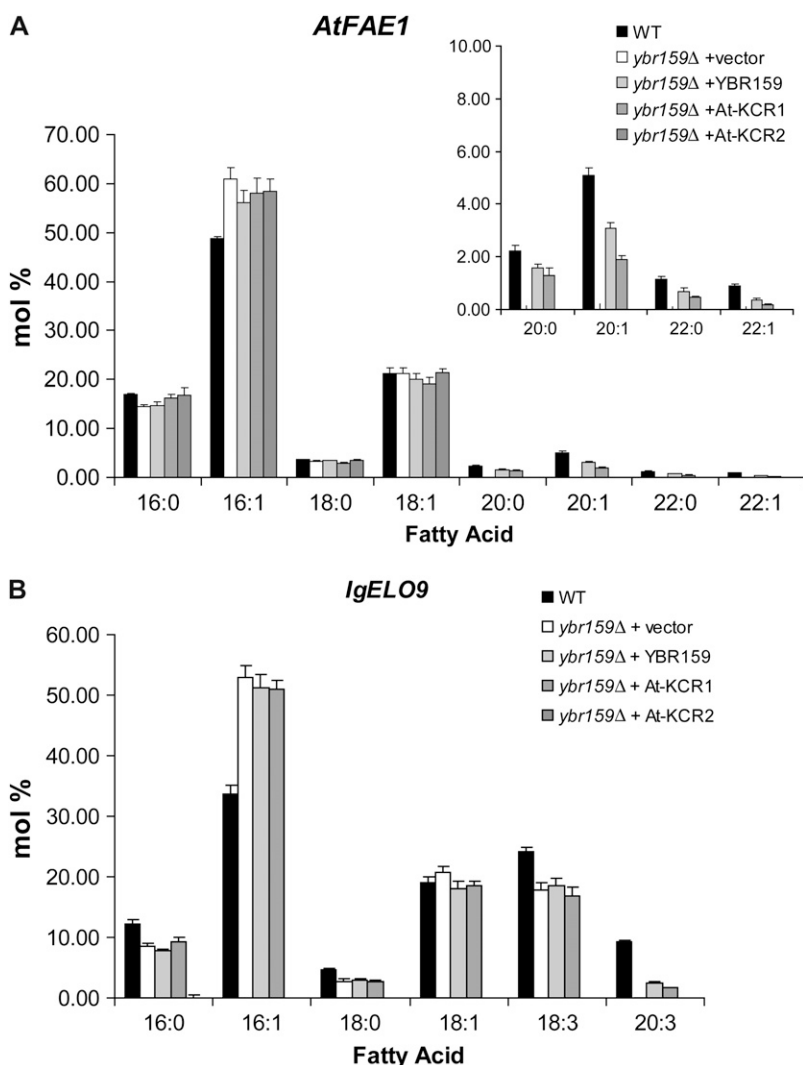 A
AtFAE1
WT
ybr159Δ +vector
ybr159Δ +YBR159
ybr159Δ +At-KCR1
ybr159Δ +At-KCR2
10.00
8.00
6.00
4.00
2.00
0.00
20:0 20:1 22:0 22:1
70.00
60.00
50.00
40.00
30.00
20.00
10.00
0.00
mol %
16:0 16:1 18:0 18:1 20:0 20:1 22:0 22:1
Fatty Acid
B
IgELO9
WT
ybr159Δ + vector
ybr159Δ + YBR159
ybr159Δ + At-KCR1
ybr159Δ + At-KCR2
60.00
50.00
40.00
30.00
20.00
10.00
0.00
mol %
16:0 16:1 18:0 18:1 18:3 20:3
Fatty Acid